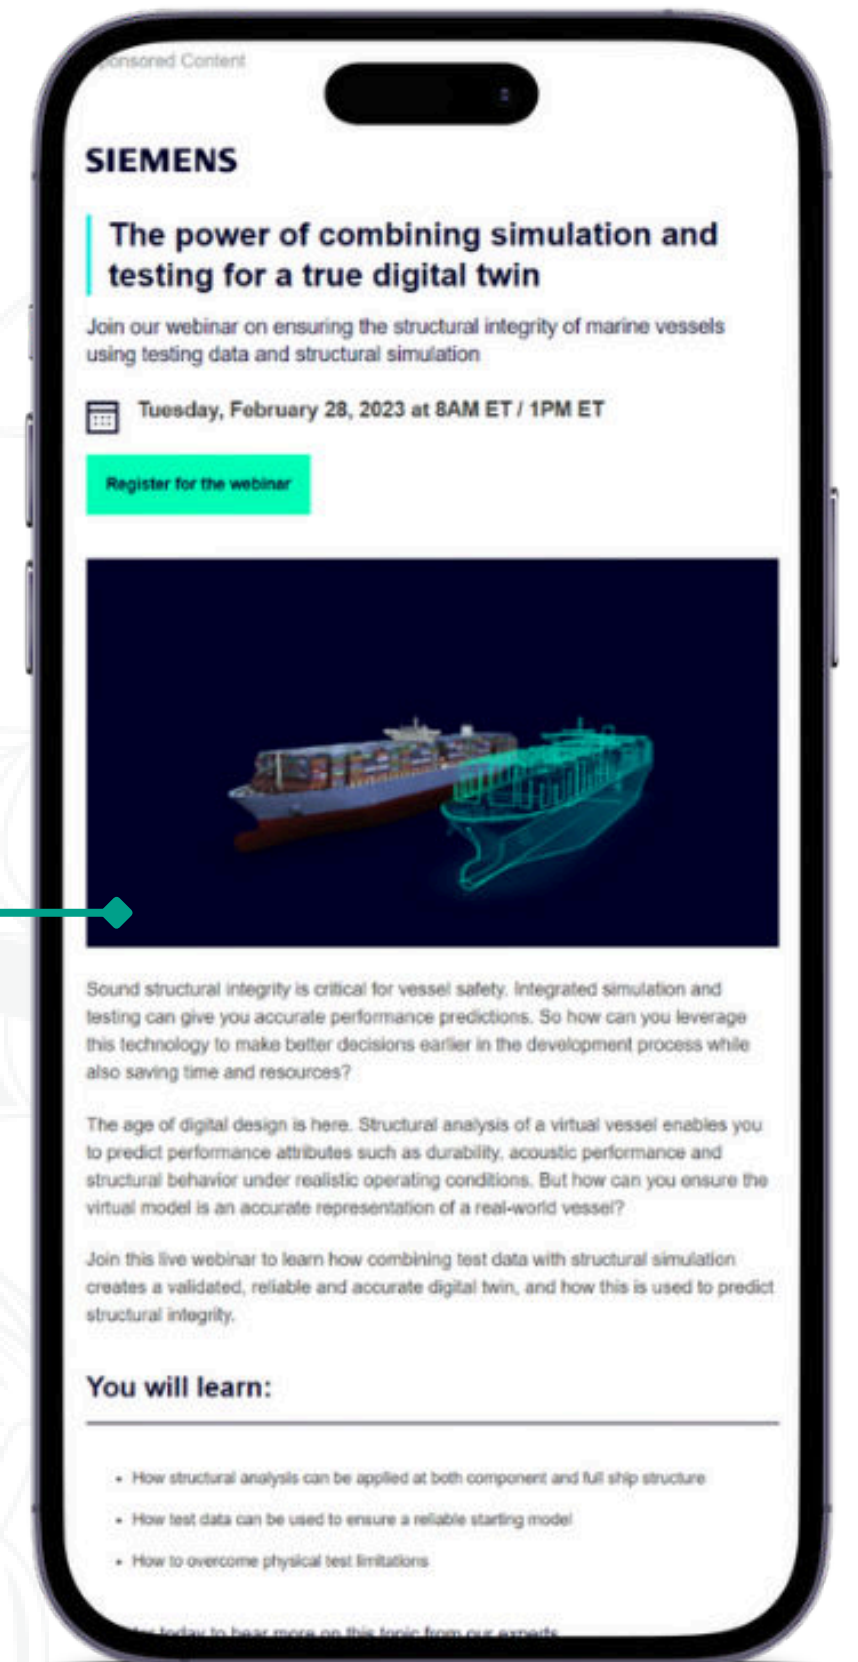 onsored Content
SIEMENS
The power of combining simulation and
testing for a true digital twin
Join our webinar on ensuring the structural integrity of marine vessels
using testing data and structural simulation
Tuesday, February 28, 2023 at 8AM ET / 1PM ET
Register for the webinar
Sound structural integrity is critical for vessel safety. Integrated simulation and
testing can give you accurate performance predictions. So how can you leverage
this technology to make better decisions earlier in the development process while
also saving time and resources?
The age of digital design is here. Structural analysis of a virtual vessel enables you
to predict performance attributes such as durability, acoustic performance and
structural behavior under realistic operating conditions. But how can you ensure the
virtual model is an accurate representation of a real-world vessel?
Join this live webinar to learn how combining test data with structural simulation
creates a validated, reliable and accurate digital twin, and how this is used to predict
structural integrity.
You will learn:
• How structural analysis can be applied at both component and full ship structure
• How test data can be used to ensure a reliable starting model
• How to overcome physical test limitations
today to hear more on this topic from our experts